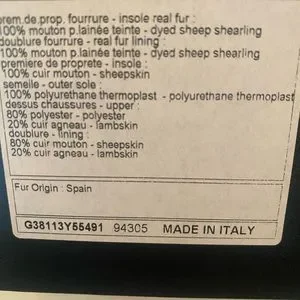 prem.de.prop. fourrure - insole real fur :
100% mouton p.lainée teinte - dyed sheep shearling
doublure fourrure - real fur lining :
100% mouton p.lainée teinte - dyed sheep shearling
premiere de proprete - insole :
100% cuir mouton - sheepskin
semelle - outer sole :
100% polyurethane thermoplast - polyurethane thermoplast
dessus chaussures - upper :
80% polyester - polyester
20% cuir agneau - lambskin
doublure - lining :
80% cuir mouton - sheepskin
20% cuir agneau - lambskin
Fur Origin : Spain
G38113Y55491 94305 MADE IN ITALY